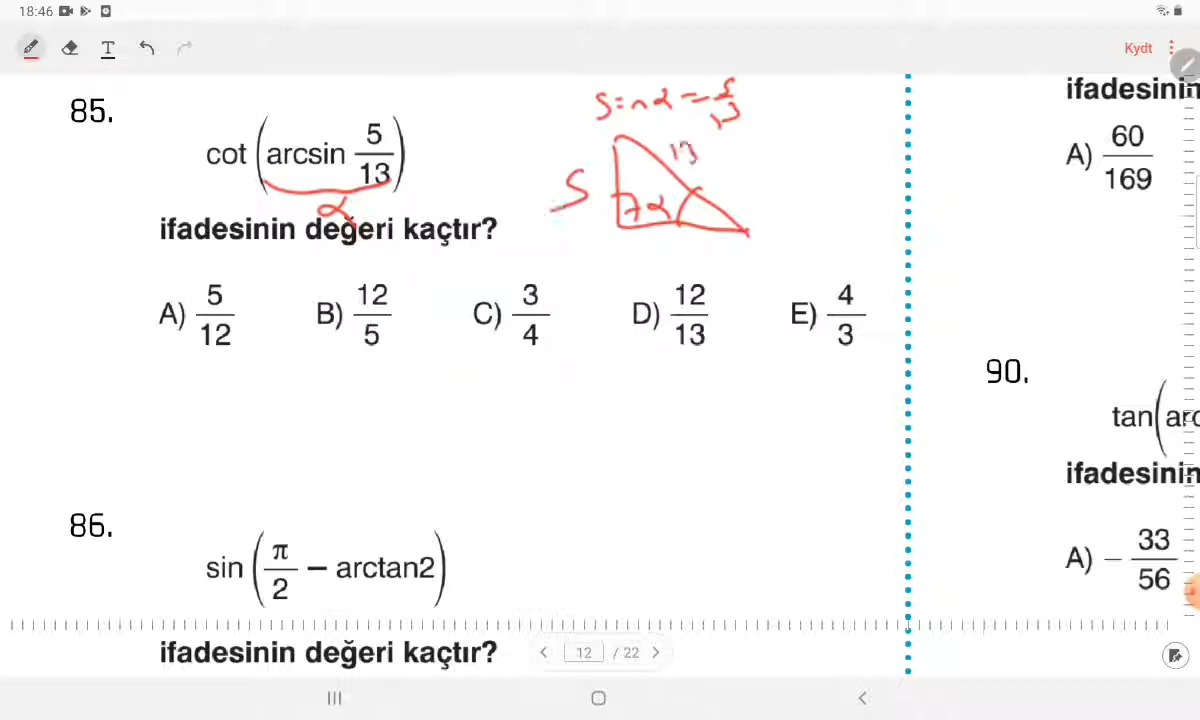 18:46
T
Kydt
85.
cot (arcsin 5/13)
α
sin α = 5/13
13
5
α
ifadesinin değeri kaçtır?
A) 5/12 B) 12/5 C) 3/4 D) 12/13 E) 4/3
86.
sin (π/2 − arctan2)
ifadesinin değeri kaçtır?
ifadesinin
A) 60/169
90.
tan(arc
ifadesinin
A) − 33/56
12 / 22